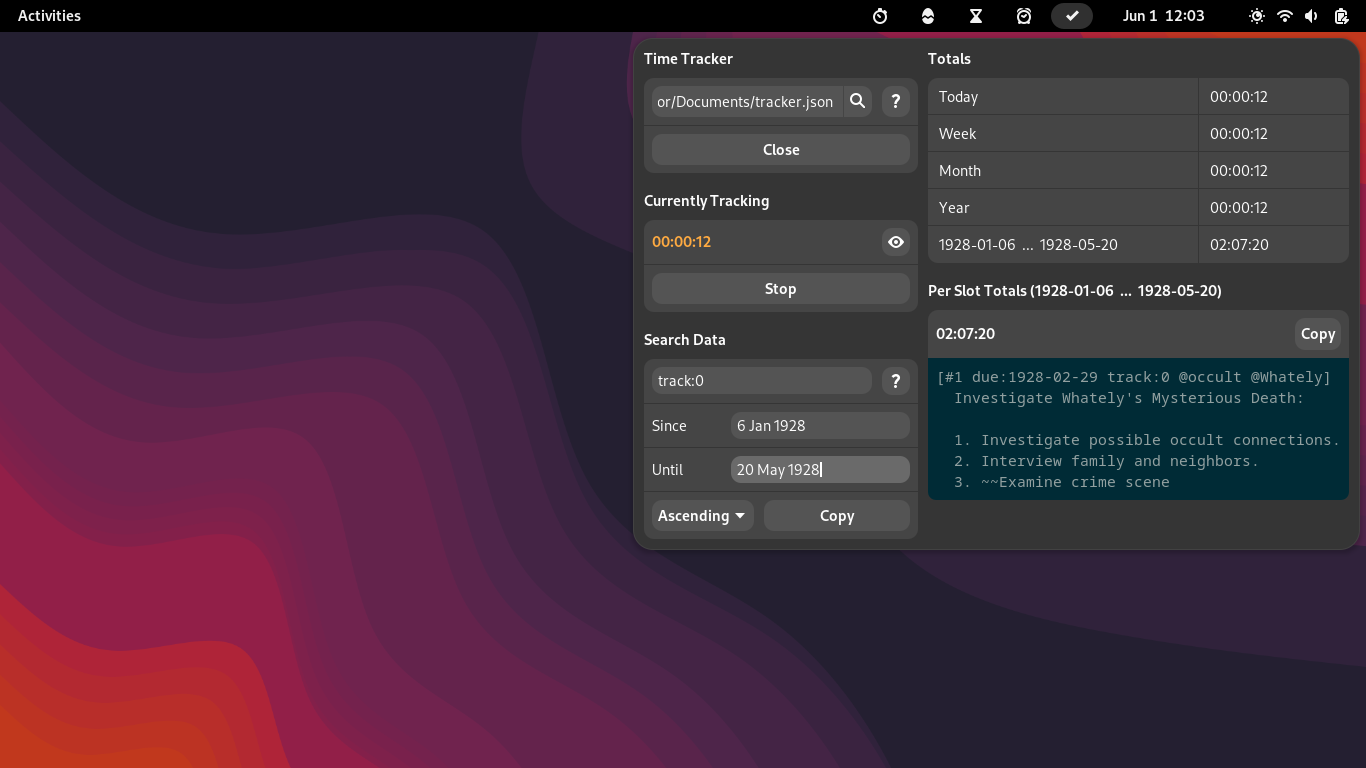 Activities
Jun 1 12:03
Time Tracker
or/Documents/tracker.json
?
Close
Currently Tracking
00:00:12
Stop
Search Data
track:0
?
Since
6 Jan 1928
Until
20 May 1928
Ascending
Copy
Totals
Today 00:00:12
Week 00:00:12
Month 00:00:12
Year 00:00:12
1928-01-06 ... 1928-05-20 02:07:20
Per Slot Totals (1928-01-06 ... 1928-05-20)
02:07:20
Copy
[#1 due:1928-02-29 track:0 @occult @Whately]
Investigate Whately's Mysterious Death:
1. Investigate possible occult connections.
2. Interview family and neighbors.
3. ~~Examine crime scene